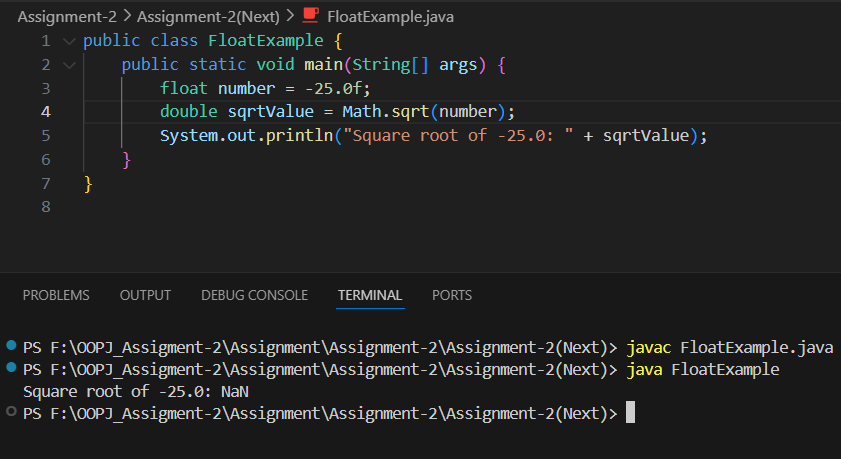 Assignment-2 > Assignment-2(Next) > FloatExample.java
1 public class FloatExample {
2     public static void main(String[] args) {
3         float number = -25.0f;
4         double sqrtValue = Math.sqrt(number);
5         System.out.println("Square root of -25.0: " + sqrtValue);
6     }
7 }
8
PROBLEMS OUTPUT DEBUG CONSOLE TERMINAL PORTS
PS F:\OOPJ_Assigment-2\Assignment\Assignment-2\Assignment-2(Next)> javac FloatExample.java
PS F:\OOPJ_Assigment-2\Assignment\Assignment-2\Assignment-2(Next)> java FloatExample
Square root of -25.0: NaN
PS F:\OOPJ_Assigment-2\Assignment\Assignment-2\Assignment-2(Next)>